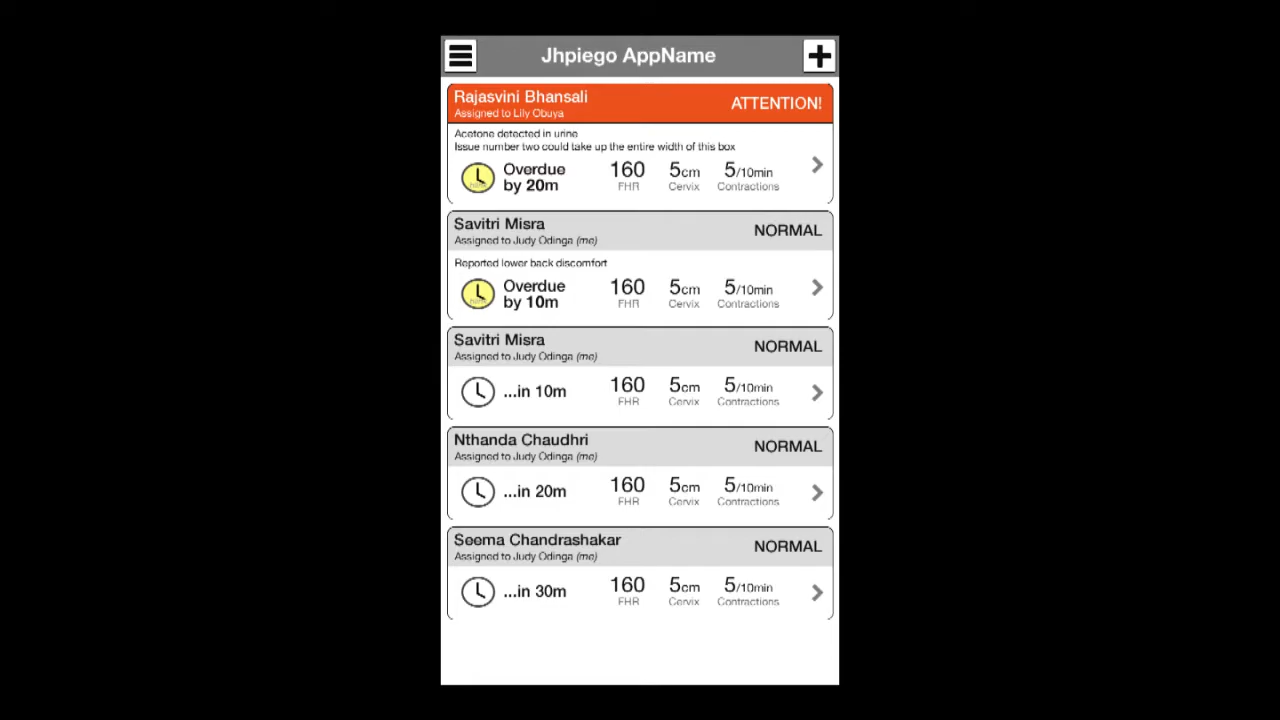 Jhpiego AppName
Rajasvini Bhansali
Assigned to Lily Obuya
ATTENTION!
Acetone detected in urine
Issue number two could take up the entire width of this box
Overdue
by 20m
160
FHR
5cm
Cervix
5/10min
Contractions
Savitri Misra
Assigned to Judy Odinga (me)
NORMAL
Reported lower back discomfort
Overdue
by 10m
160
FHR
5cm
Cervix
5/10min
Contractions
Savitri Misra
Assigned to Judy Odinga (me)
NORMAL
...in 10m
160
FHR
5cm
Cervix
5/10min
Contractions
Nthanda Chaudhri
Assigned to Judy Odinga (me)
NORMAL
...in 20m
160
FHR
5cm
Cervix
5/10min
Contractions
Seema Chandrashakar
Assigned to Judy Odinga (me)
NORMAL
...in 30m
160
FHR
5cm
Cervix
5/10min
Contractions